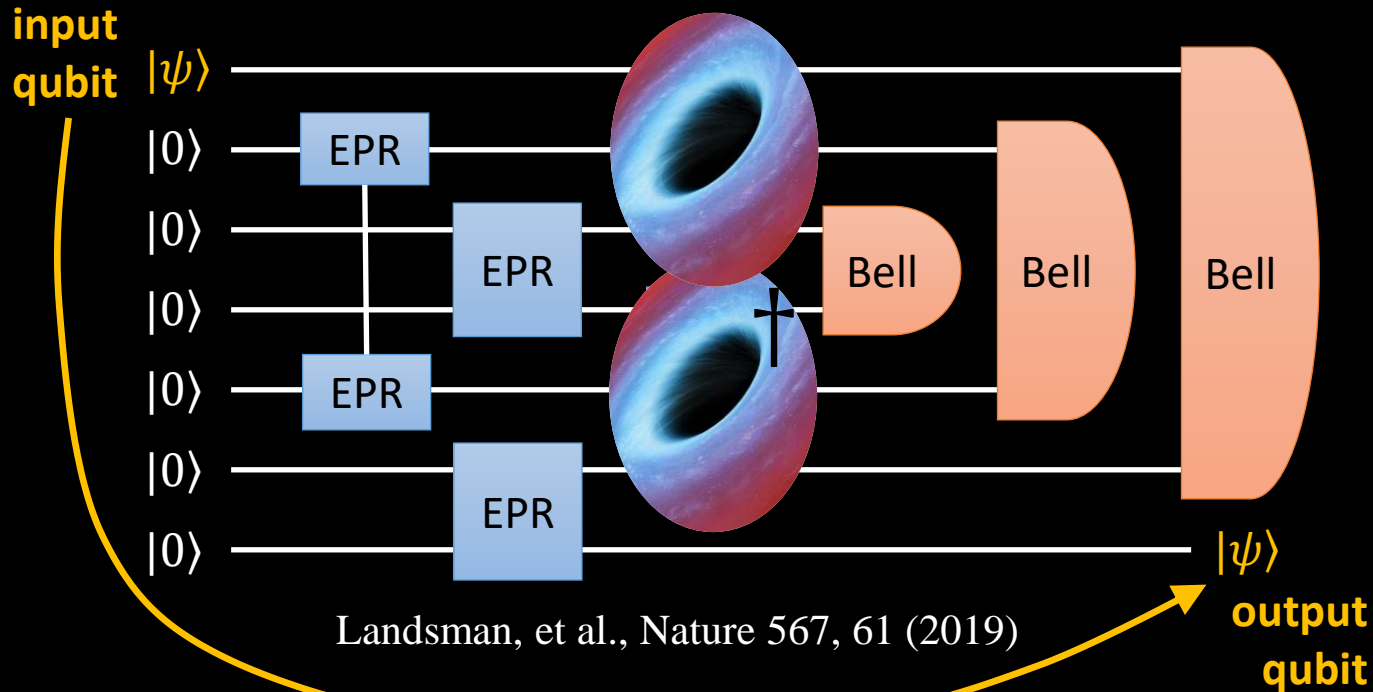 input
qubit |ψ⟩
|0⟩ EPR
|0⟩ EPR Bell Bell Bell
|0⟩ †
|0⟩ EPR
|0⟩ EPR
|0⟩ |ψ⟩
Landsman, et al., Nature 567, 61 (2019)
output
qubit